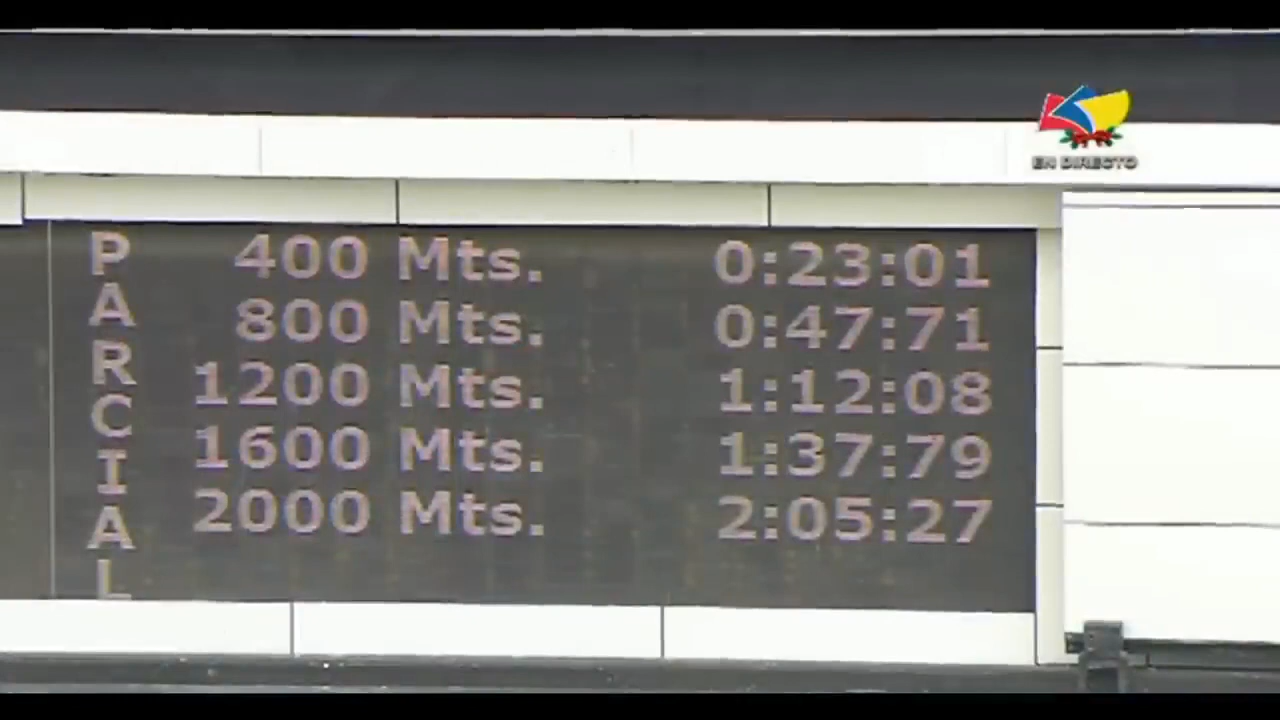 EN DIRECTO
PARCIAL
400 Mts. 0:23:01
800 Mts. 0:47:71
1200 Mts. 1:12:08
1600 Mts. 1:37:79
2000 Mts. 2:05:27